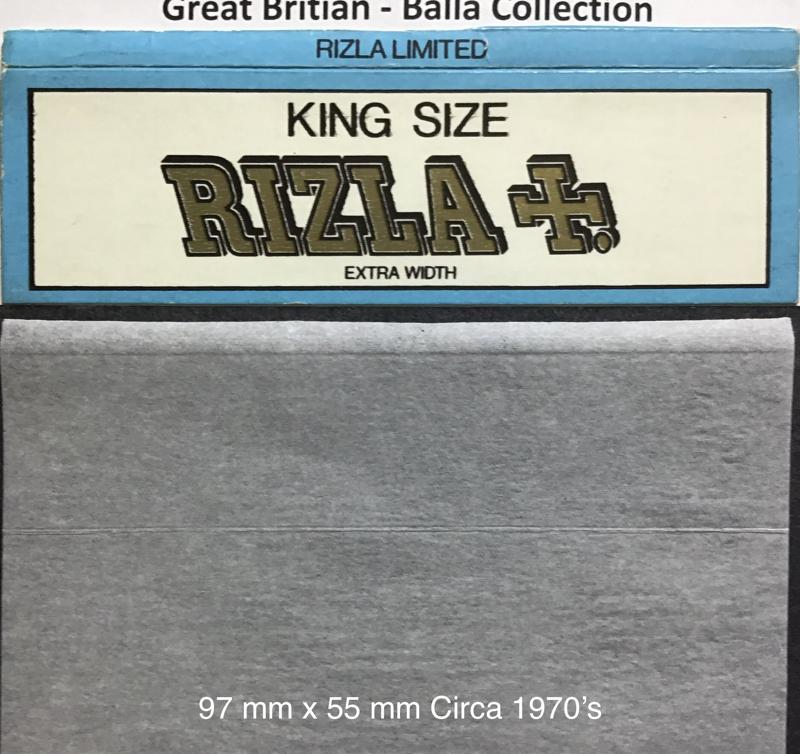 Great Britian - Balla Collection
RIZLA LIMITED
KING SIZE
RIZLA +.
EXTRA WIDTH
97 mm x 55 mm Circa 1970's